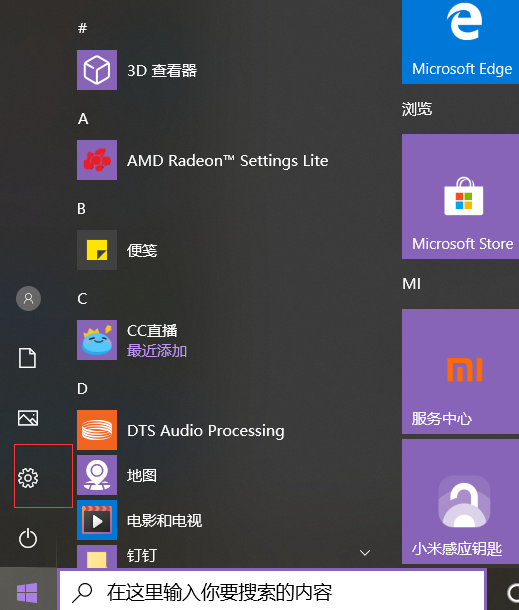 #
3D 查看器
A
AMD Radeon™ Settings Lite
B
便笺
C
CC直播
最近添加
D
DTS Audio Processing
地图
电影和电视
钉钉
Microsoft Edge
浏览
Microsoft Store
MI
服务中心
小米感应钥匙
在这里输入你要搜索的内容